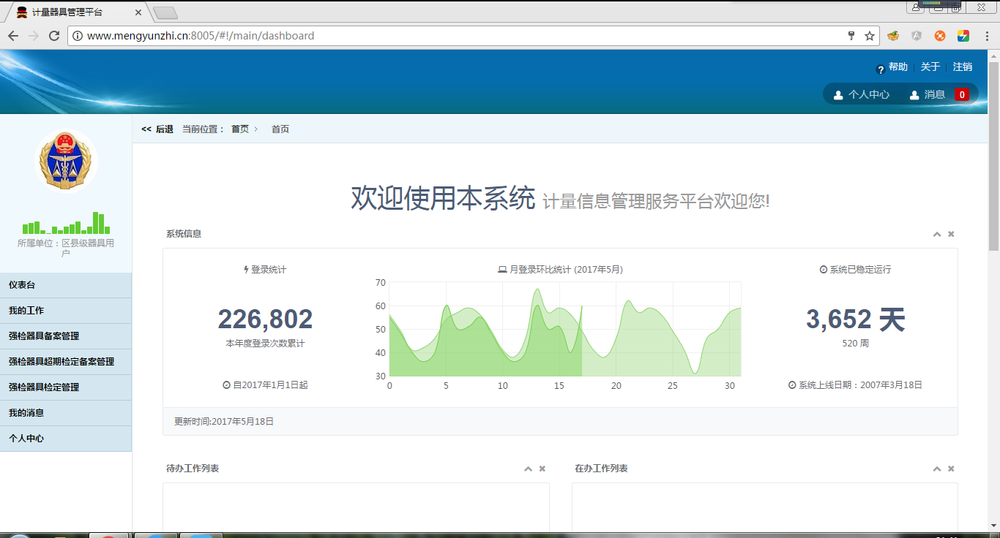 计量器具管理平台
www.mengyunzhi.cn:8005/#!/main/dashboard
帮助 关于 注销
个人中心 消息 0
<< 后退 当前位置： 首页 > 首页
所属单位：区县级器具用
户
仪表台
我的工作
强检器具备案管理
强检器具超期检定备案管理
强检器具检定管理
我的消息
个人中心
欢迎使用本系统 计量信息管理服务平台欢迎您!
系统信息
登录统计
226,802
本年度登录次数累计
自2017年1月1日起
月登录环比统计 (2017年5月)
70
60
50
40
30
0 5 10 15 20 25 30
系统已稳定运行
3,652 天
520 周
系统上线日期：2007年3月18日
更新时间:2017年5月18日
待办工作列表
在办工作列表